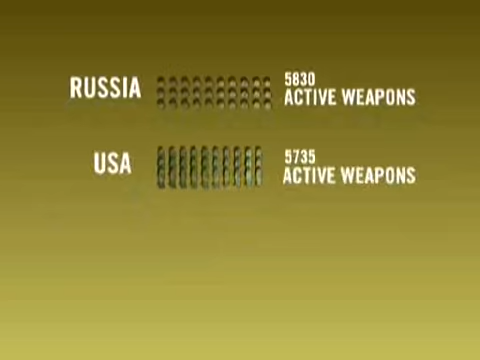 RUSSIA
5830
ACTIVE WEAPONS
USA
5735
ACTIVE WEAPONS